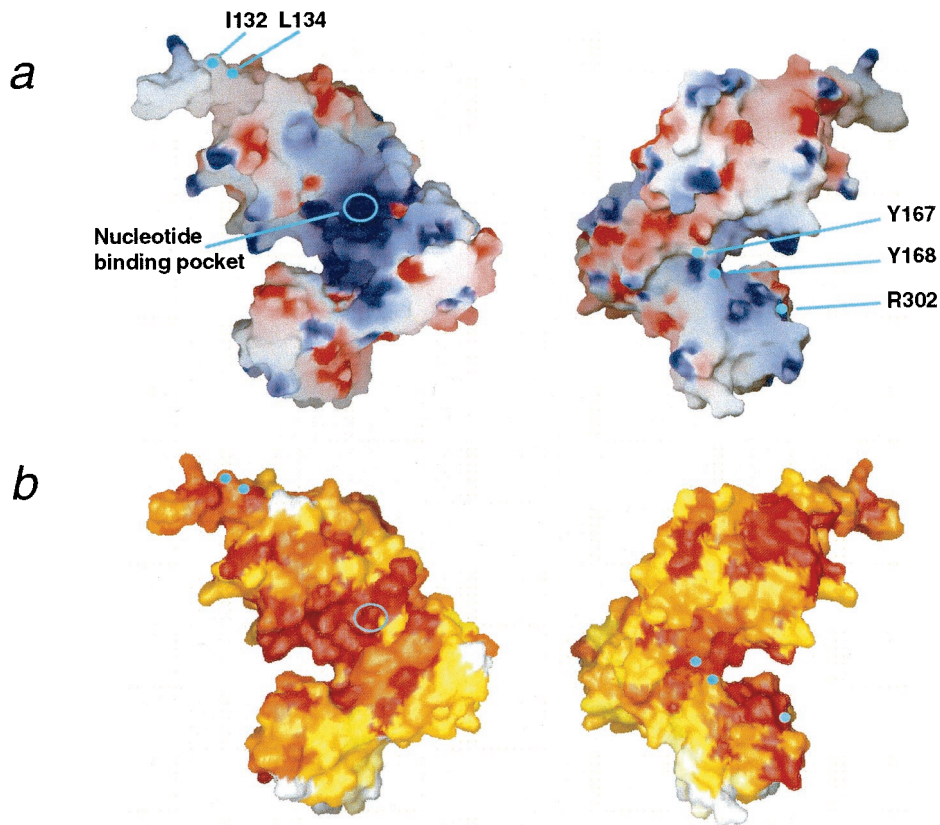 a
I132 L134
Nucleotide
binding pocket
Y167
Y168
R302
b